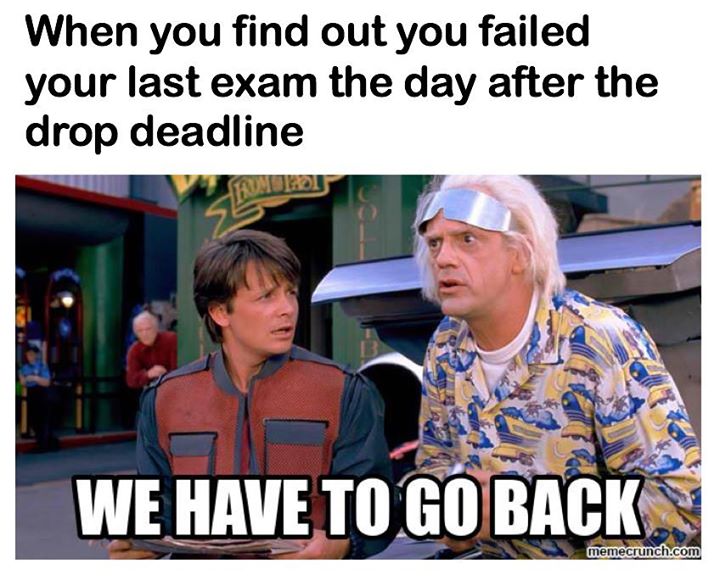 When you find out you failed
your last exam the day after the
drop deadline
WE HAVE TO GO BACK
memecrunch.com